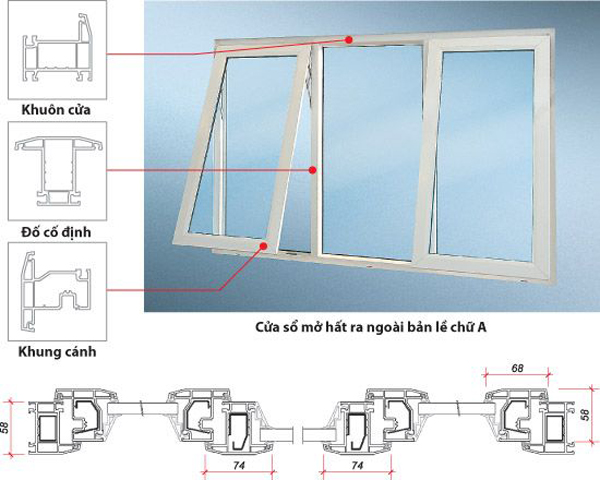 Khuôn cửa
Đố cố định
Khung cánh
Cửa sổ mở hất ra ngoài bản lề chữ A
68
58
58
74
74